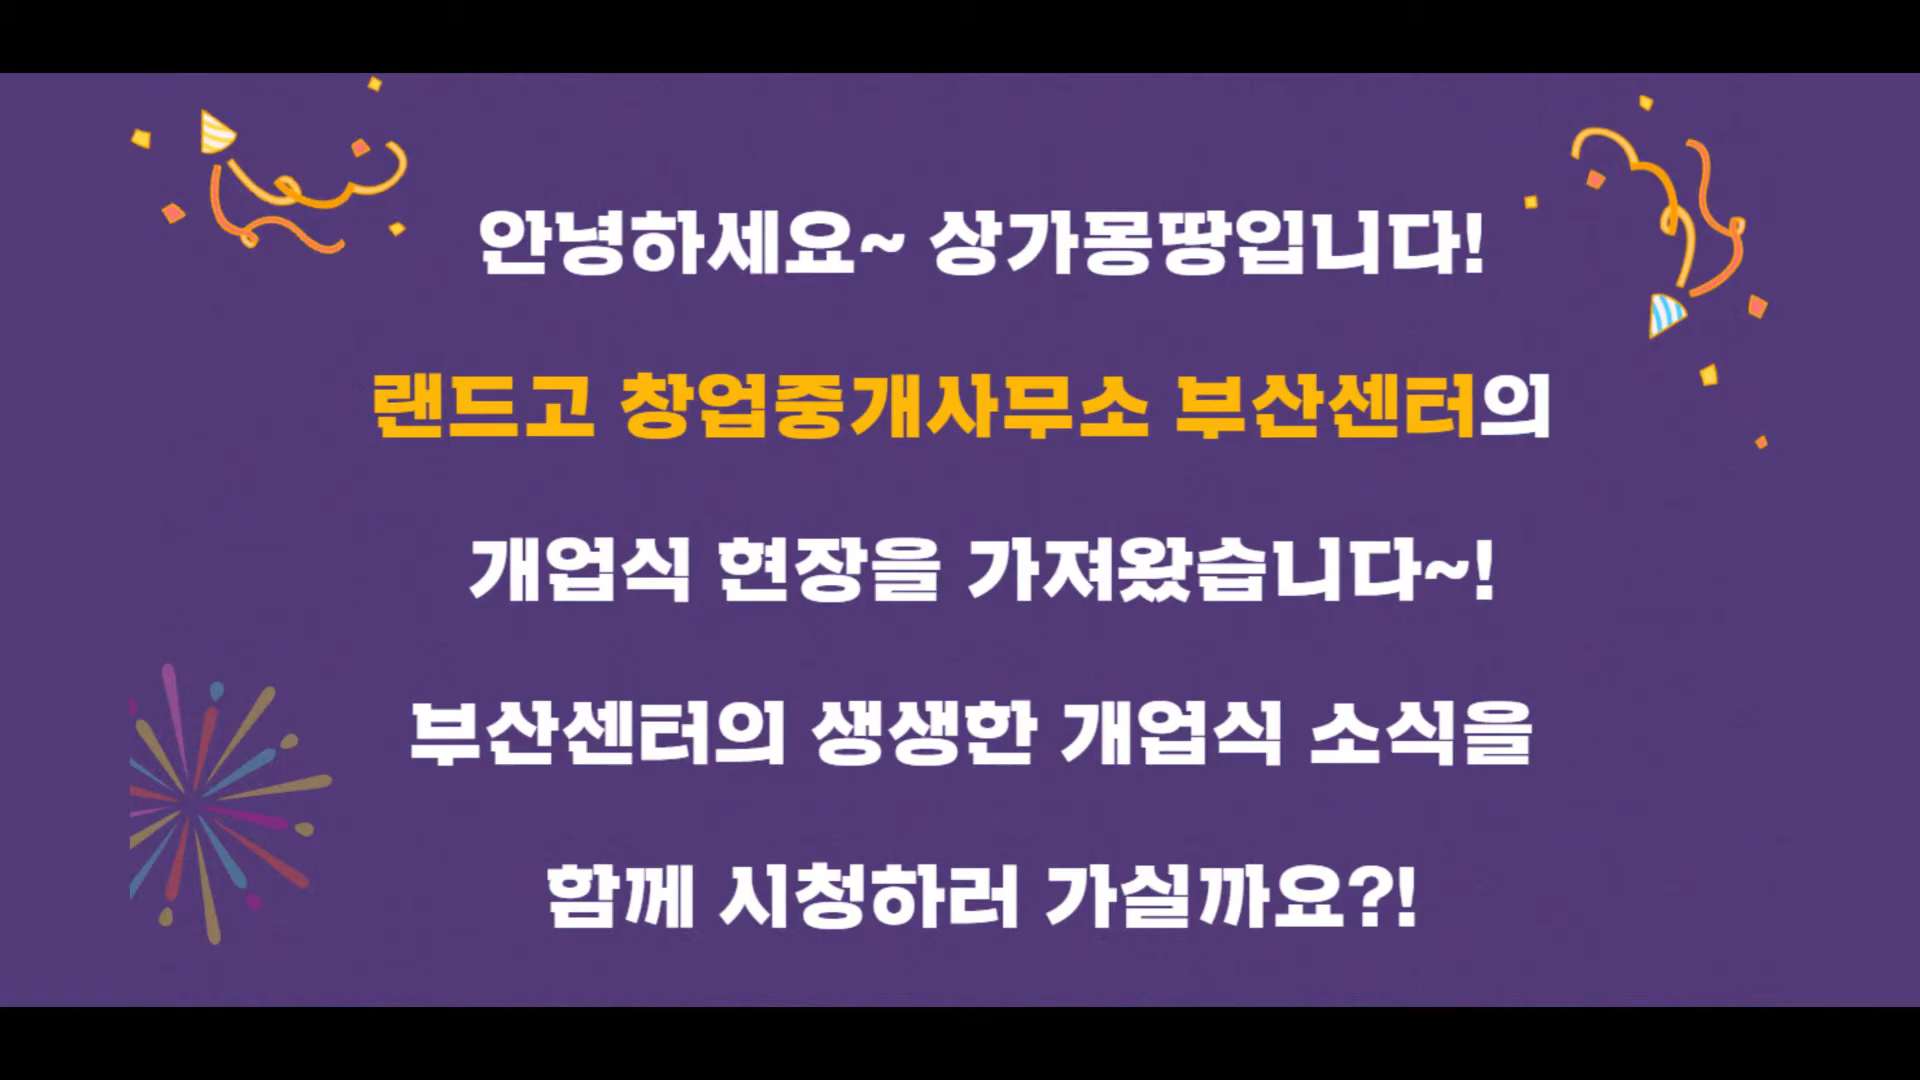 안녕하세요~ 상가몽땅입니다!
랜드고 창업중개사무소 부산센터의
개업식 현장을 가져왔습니다~!
부산센터의 생생한 개업식 소식을
함께 시청하러 가실까요?!